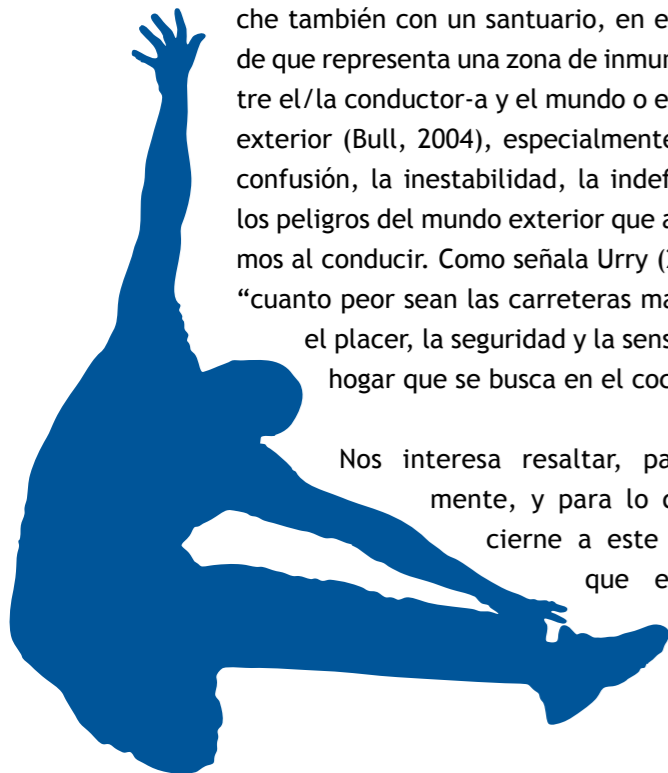 che también con un santuario, en e
de que representa una zona de inmun
tre el/la conductor-a y el mundo o e
exterior (Bull, 2004), especialmente
confusión, la inestabilidad, la indef
los peligros del mundo exterior que a
mos al conducir. Como señala Urry (
“cuanto peor sean las carreteras ma
el placer, la seguridad y la sens
hogar que se busca en el coc
Nos interesa resaltar, pa
mente, y para lo c
cierne a este
que e